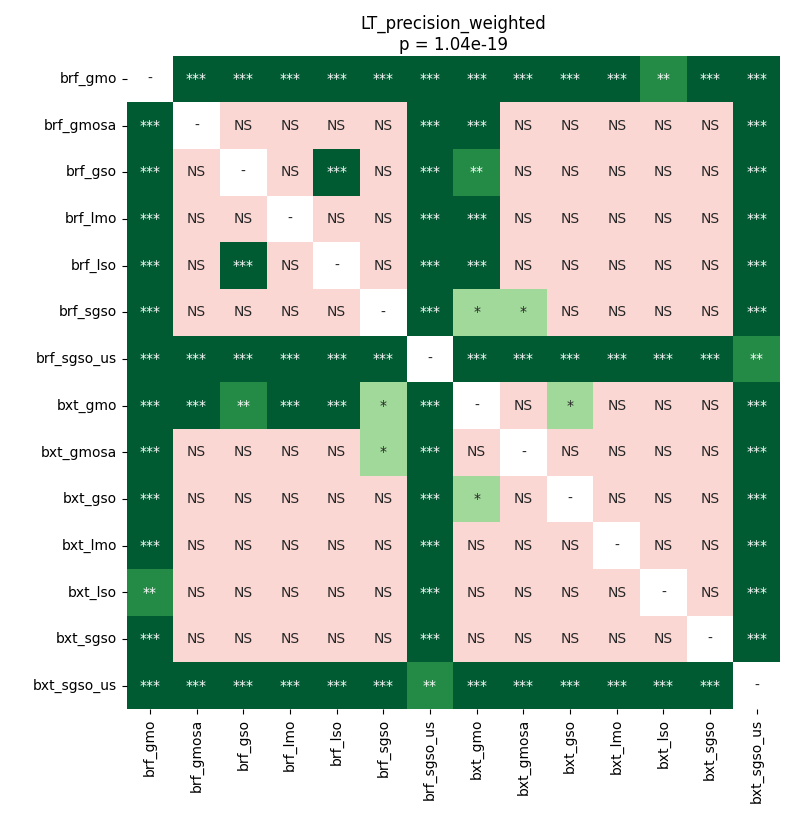 LT_precision_weighted
p = 1.04e-19
brf_gmo - *** *** *** *** *** *** *** *** *** *** ** *** ***
brf_gmosa *** - NS NS NS NS *** *** NS NS NS NS NS ***
brf_gso *** NS - NS *** NS *** ** NS NS NS NS NS ***
brf_lmo *** NS NS - NS NS *** *** NS NS NS NS NS ***
brf_lso *** NS *** NS - NS *** *** NS NS NS NS NS ***
brf_sgso *** NS NS NS NS - *** * * NS NS NS NS ***
brf_sgso_us *** *** *** *** *** *** - *** *** *** *** *** *** **
bxt_gmo *** *** ** *** *** * *** - NS * NS NS NS ***
bxt_gmosa *** NS NS NS NS * *** NS - NS NS NS NS ***
bxt_gso *** NS NS NS NS NS *** * NS - NS NS NS ***
bxt_lmo *** NS NS NS NS NS *** NS NS NS - NS NS ***
bxt_lso ** NS NS NS NS NS *** NS NS NS NS - NS ***
bxt_sgso *** NS NS NS NS NS *** NS NS NS NS NS - ***
bxt_sgso_us *** *** *** *** *** *** ** *** *** *** *** *** *** -
brf_gmo brf_gmosa brf_gso brf_lmo brf_lso brf_sgso brf_sgso_us bxt_gmo bxt_gmosa bxt_gso bxt_lmo bxt_lso bxt_sgso bxt_sgso_us